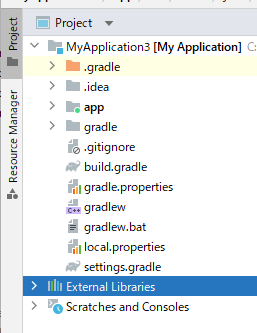 Project
Project
Resource Manager
MyApplication3 [My Application] C:
.gradle
.idea
app
gradle
.gitignore
build.gradle
gradle.properties
gradlew
gradlew.bat
local.properties
settings.gradle
External Libraries
Scratches and Consoles